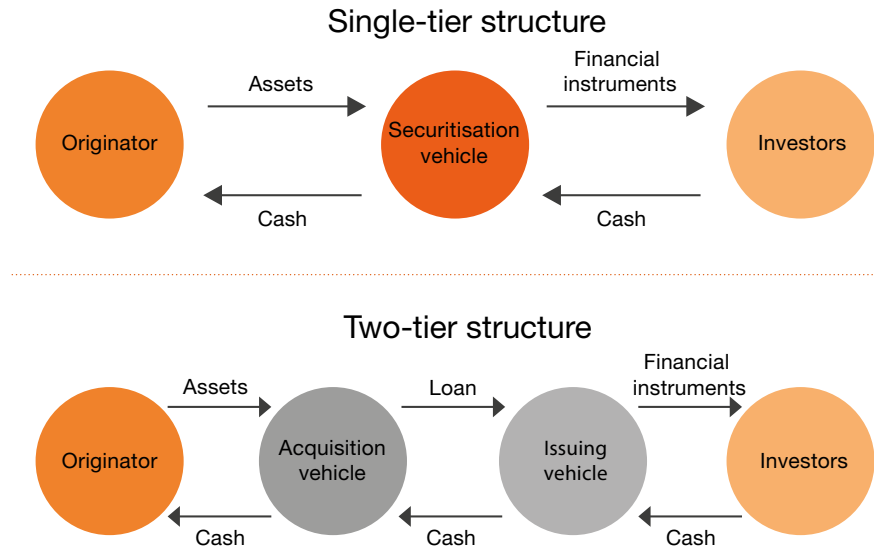 Single-tier structure
Assets
Financial
instruments
Originator
Securitisation
vehicle
Investors
Cash
Cash
Two-tier structure
Assets
Loan
Financial
instruments
Originator
Acquisition
vehicle
Issuing
vehicle
Investors
Cash
Cash
Cash